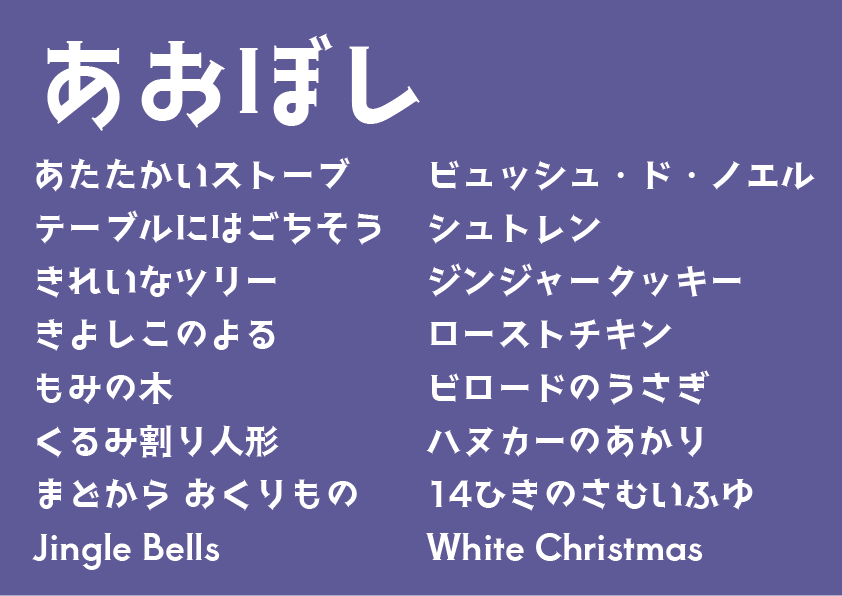 あおぼし
あたたかいストーブ
テーブルにはごちそう
きれいなツリー
きよしこのよる
もみの木
くるみ割り人形
まどから おくりもの
Jingle Bells
ビュッシュ・ド・ノエル
シュトレン
ジンジャークッキー
ローストチキン
ビロードのうさぎ
ハヌカーのあかり
14ひきのさむいふゆ
White Christmas